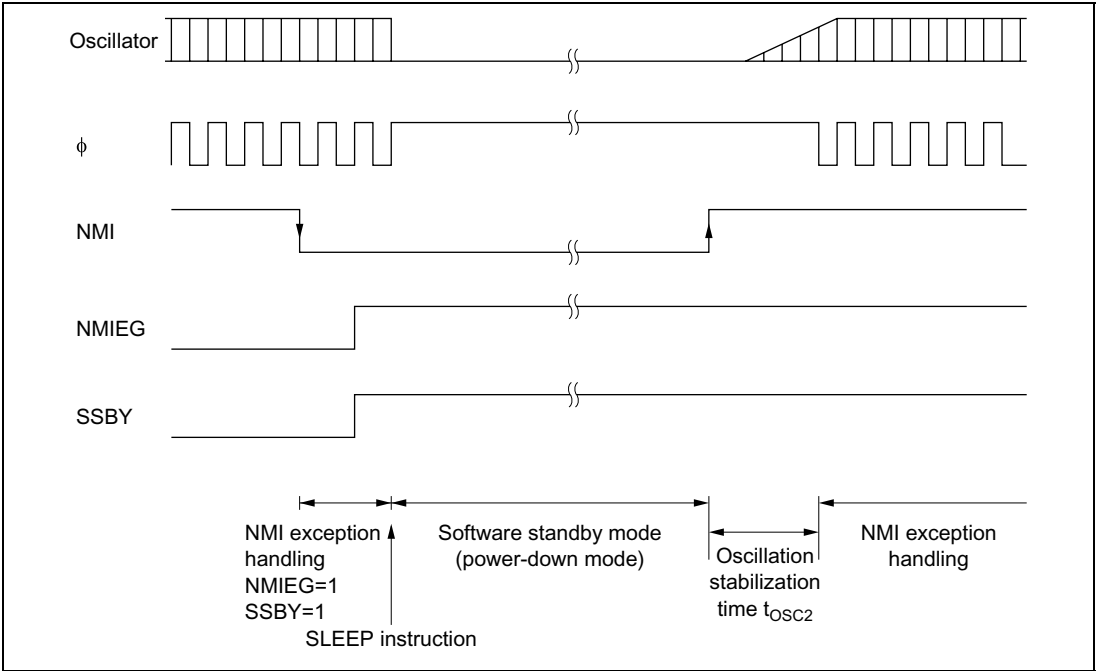 Oscillator
ϕ
NMI
NMIEG
SSBY
NMI exception
handling
NMIEG=1
SSBY=1
SLEEP instruction
Software standby mode
(power-down mode)
Oscillation
stabilization
time tOSC2
NMI exception
handling